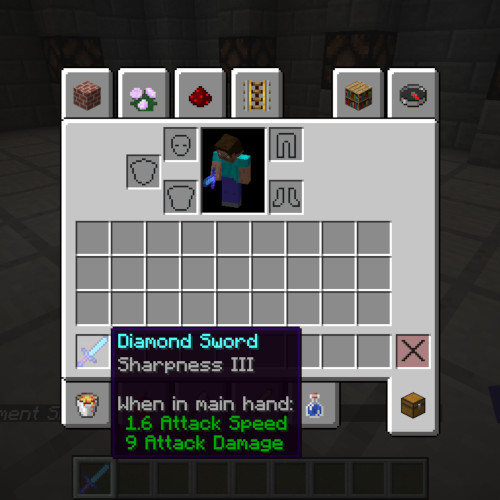 Diamond Sword
Sharpness III
When in main hand:
1.6 Attack Speed
9 Attack Damage